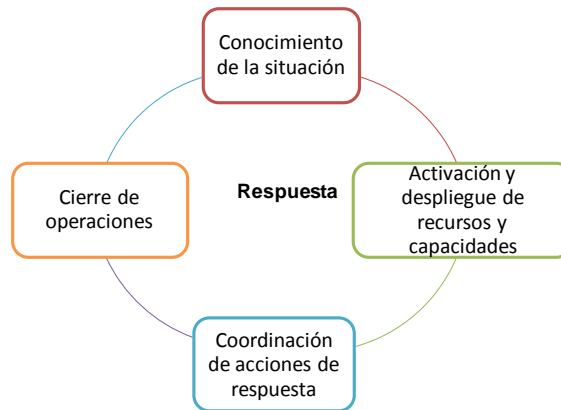 Conocimiento
de la situación
Cierre de
operaciones
Respuesta
Activación y
despliegue de
recursos y
capacidades
Coordinación
de acciones de
respuesta